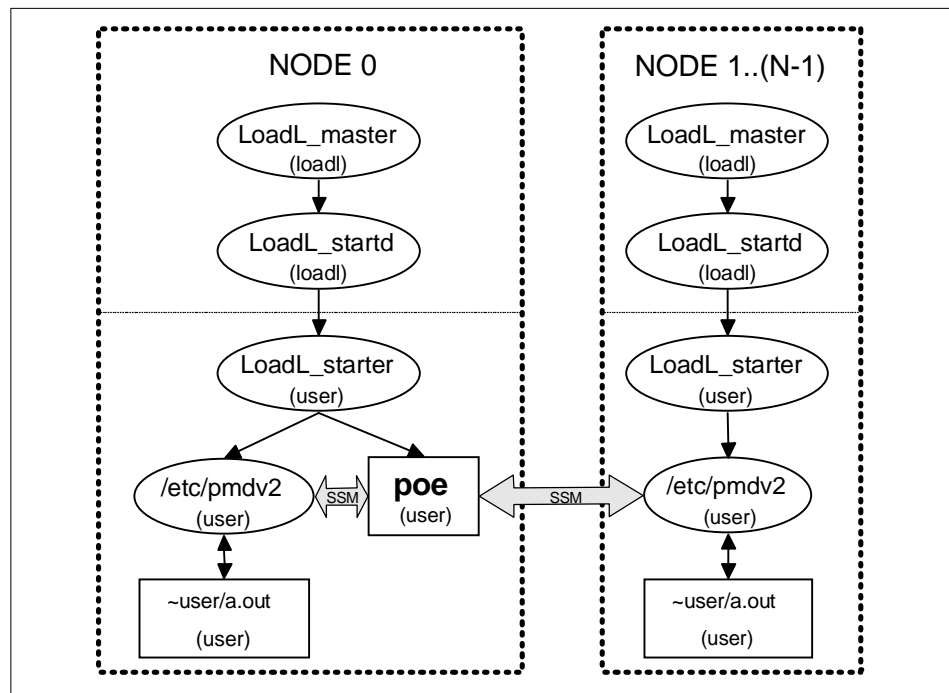 NODE 0
LoadL_master
(loadl)
LoadL_startd
(loadl)
LoadL_starter
(user)
/etc/pmdv2
(user)
SSM
poe
(user)
SSM
~user/a.out
(user)
NODE 1..(N-1)
LoadL_master
(loadl)
LoadL_startd
(loadl)
LoadL_starter
(user)
/etc/pmdv2
(user)
~user/a.out
(user)